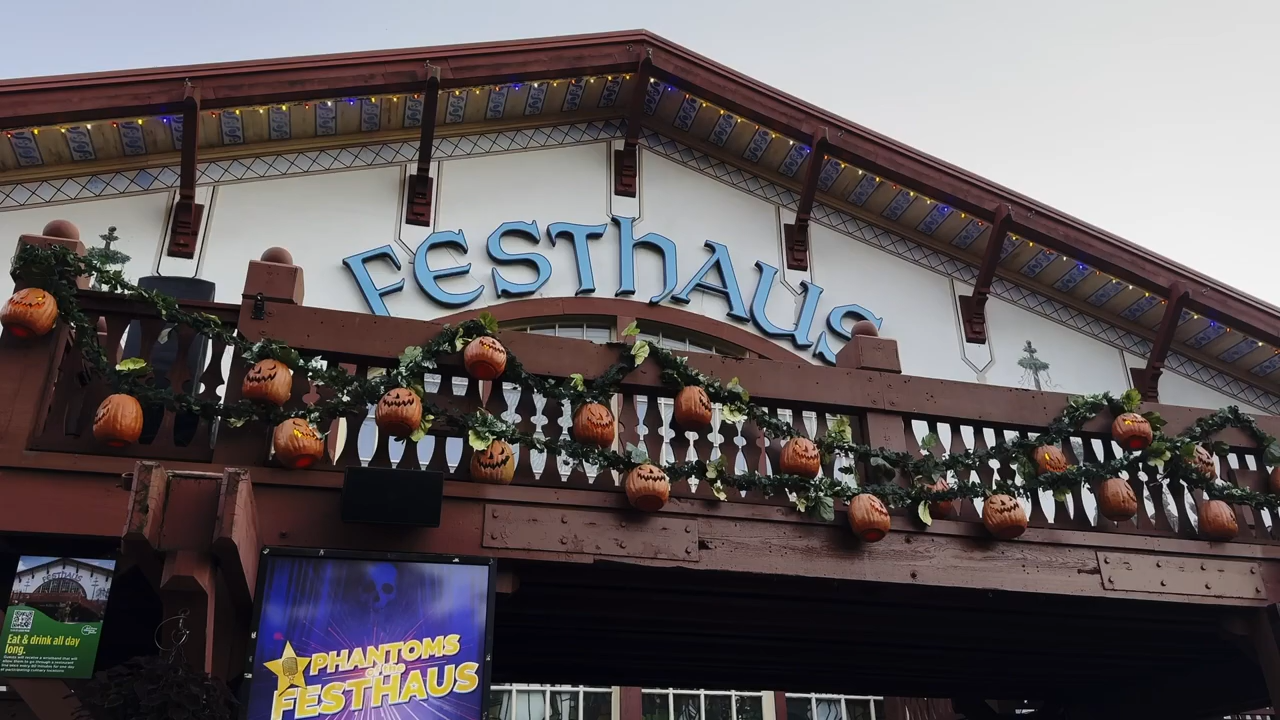 FESTHAUS
Eat & drink all day
long.
PHANTOMS
of the
FESTHAUS